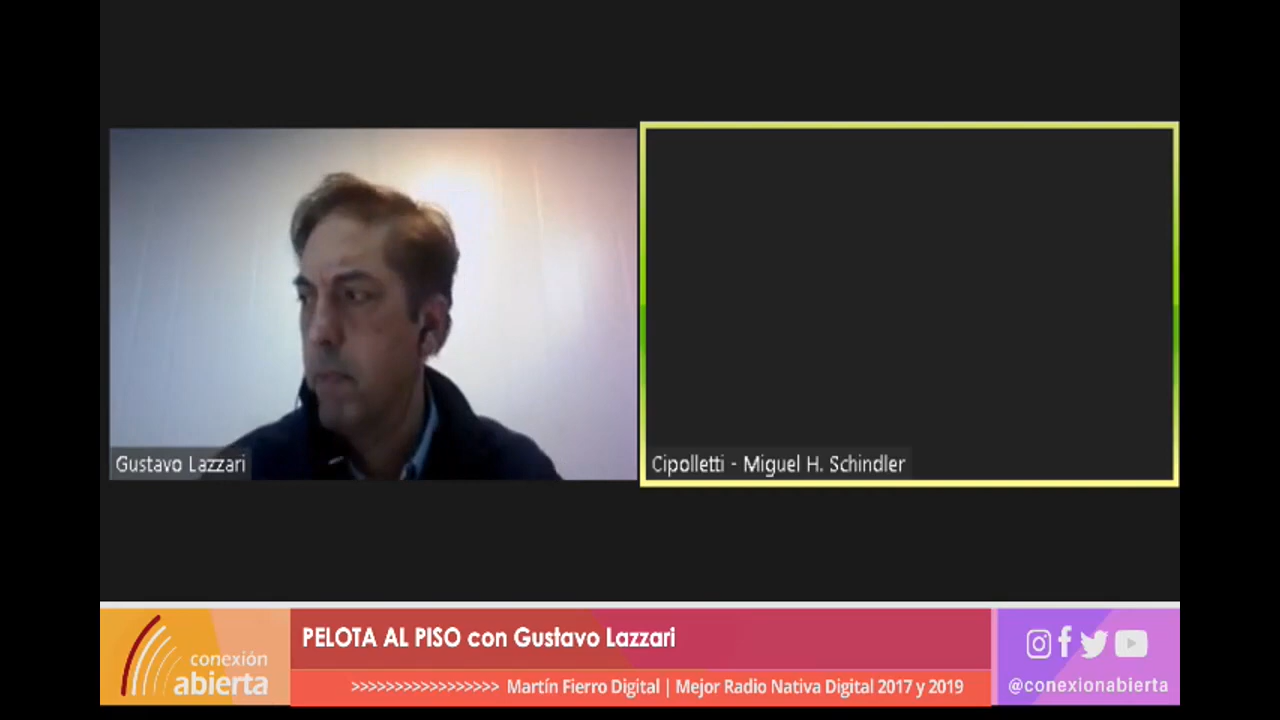 Gustavo Lazzari
Cipolletti - Miguel H. Schindler
conexión
abierta
PELOTA AL PISO con Gustavo Lazzari
>>>>>>>>>>>>>>>>> Martín Fierro Digital | Mejor Radio Nativa Digital 2017 y 2019
@conexionabierta